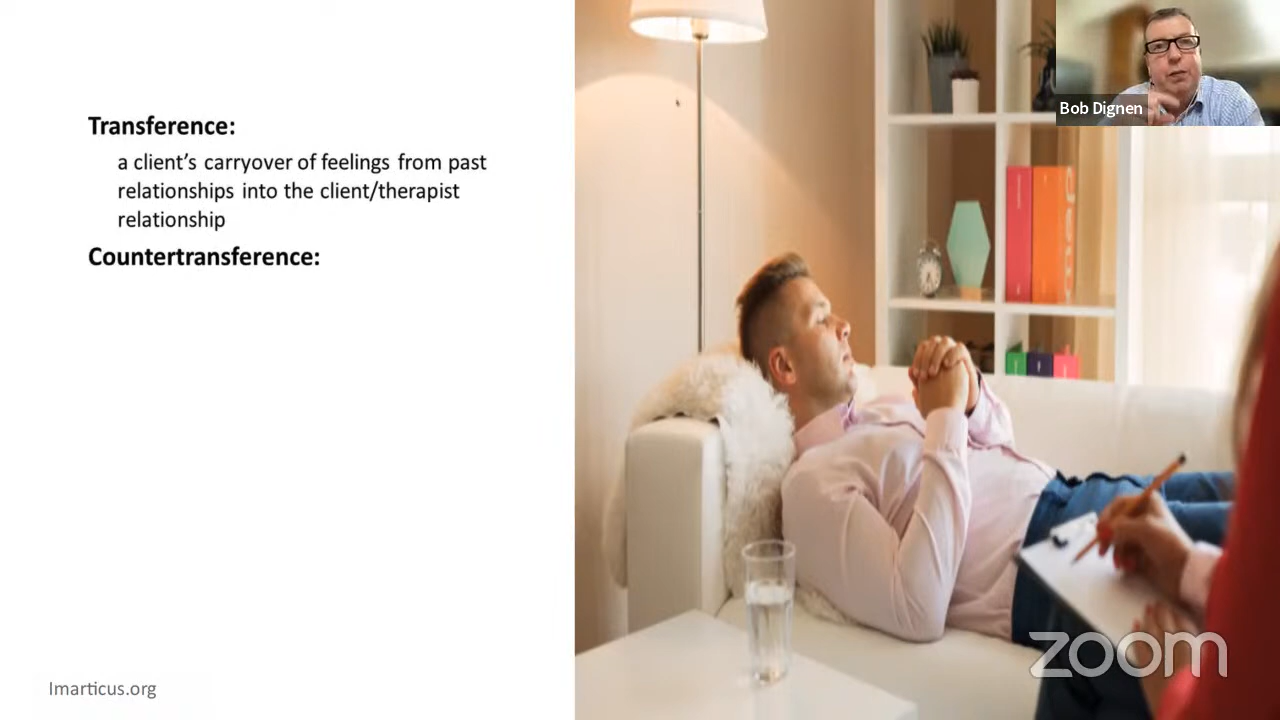 Transference:
a client's carryover of feelings from past
relationships into the client/therapist
relationship
Countertransference:
Imarticus.org
Bob Dignen
zoom